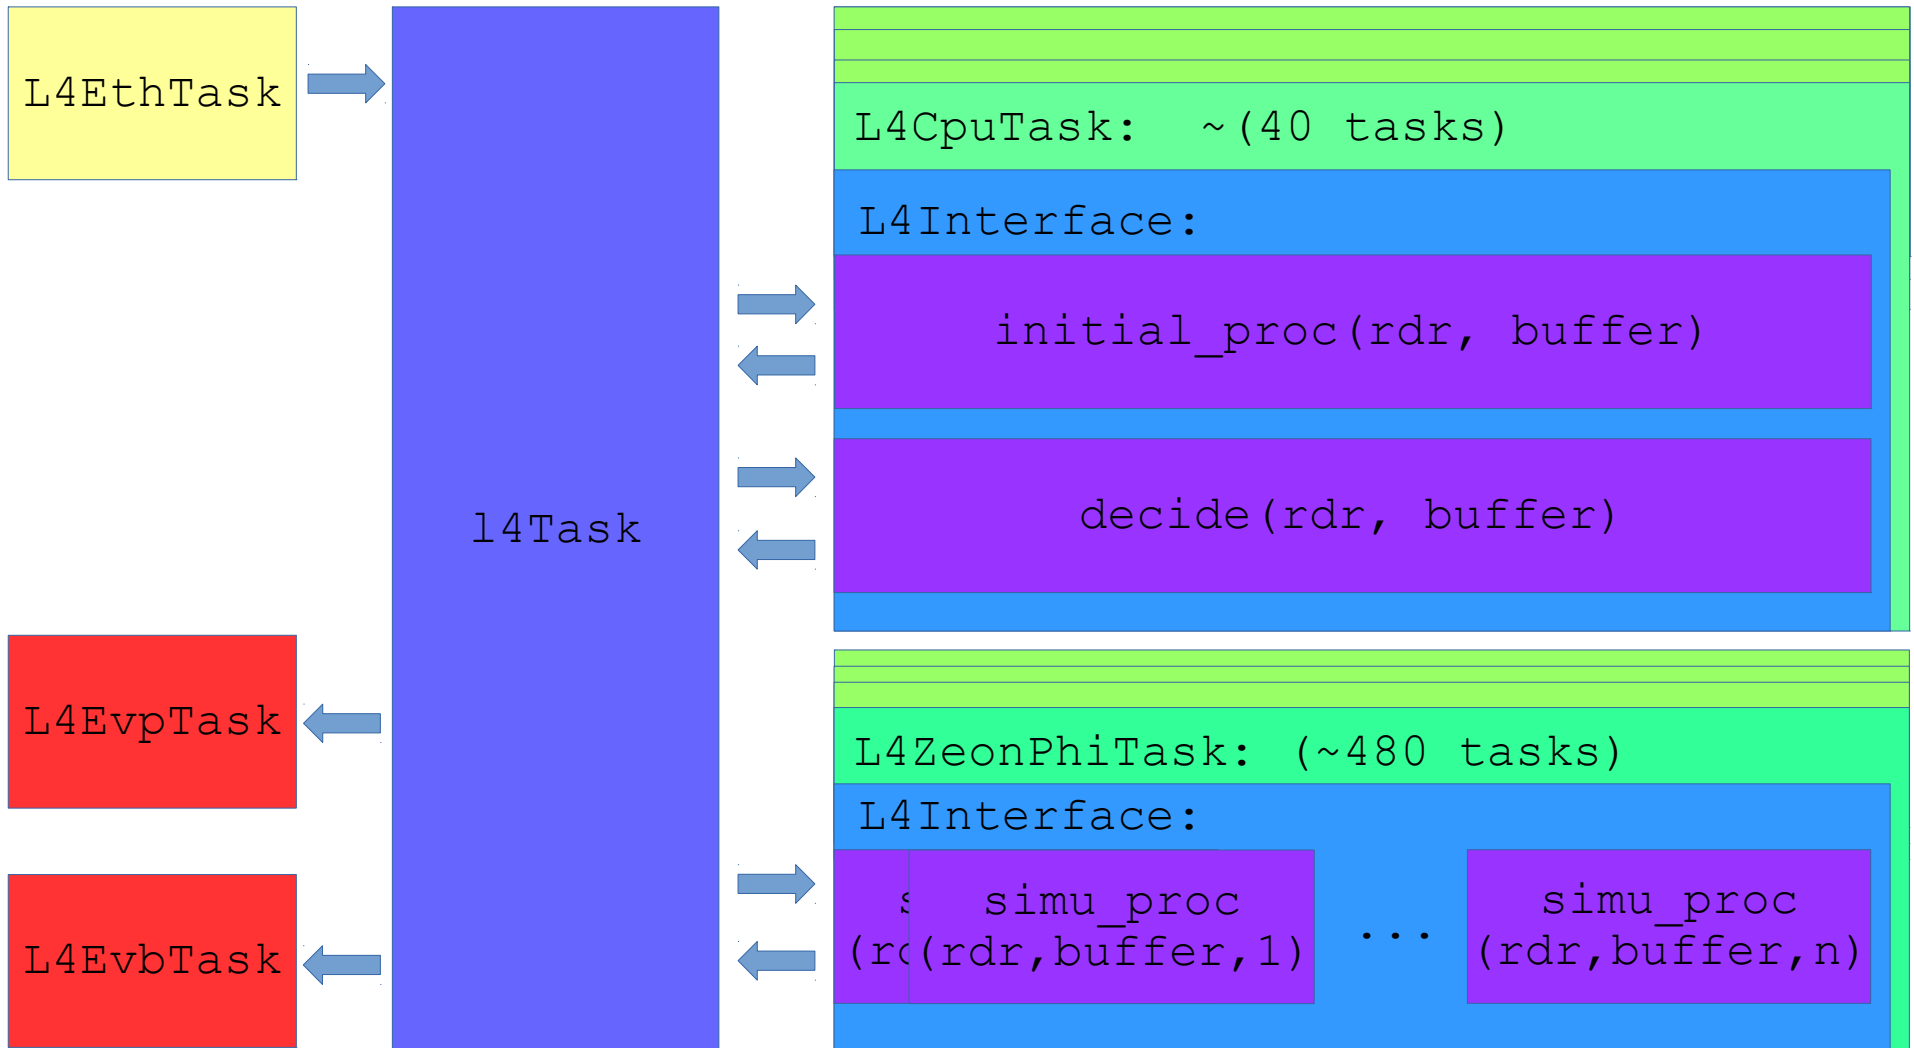 L4EthTask
L4CpuTask:  ~(40 tasks)
L4Interface:
initial_proc(rdr, buffer)
decide(rdr, buffer)
l4Task
L4EvpTask
L4EvbTask
L4ZeonPhiTask: (~480 tasks)
L4Interface:
simu_proc
(rdr,buffer,1)
...
simu_proc
(rdr,buffer,n)